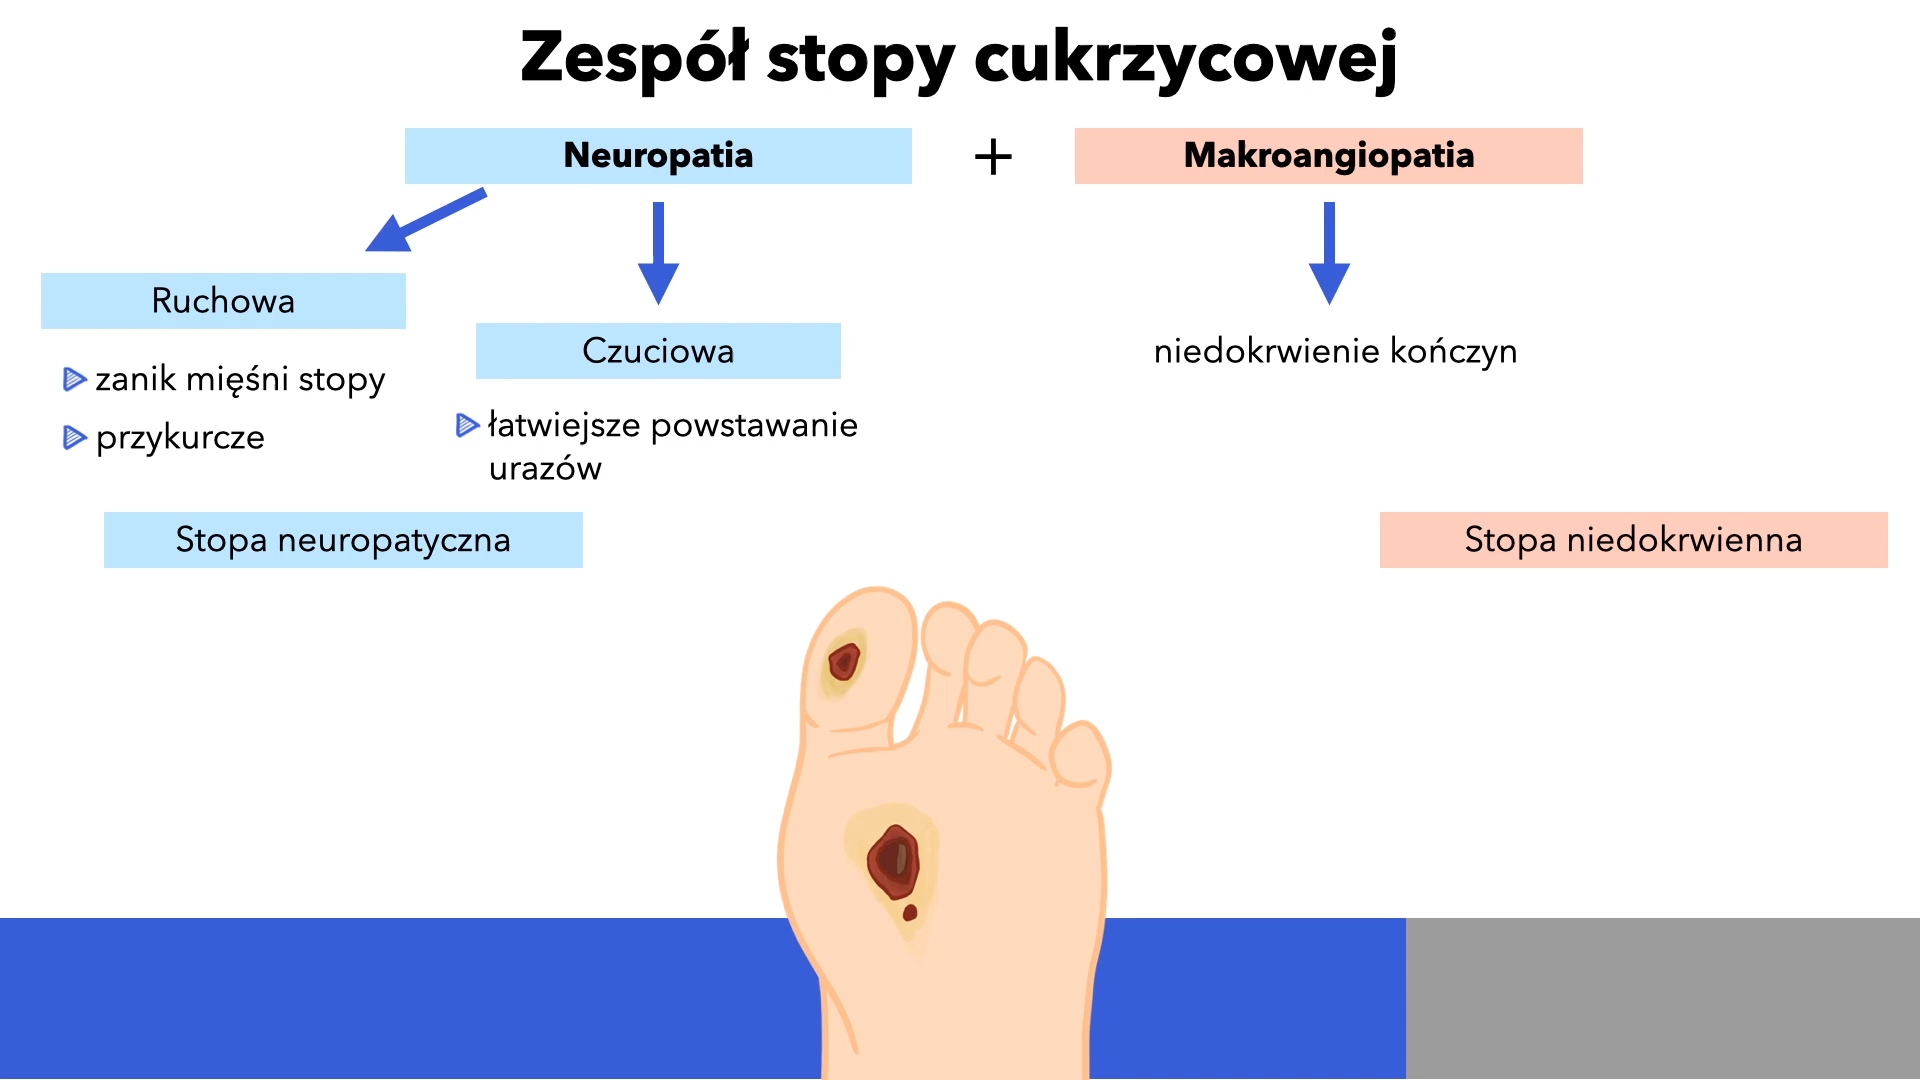 Zespół stopy cukrzycowej
Neuropatia + Makroangiopatia
Ruchowa
zanik mięśni stopy
przykurcze
Czuciowa
łatwiejsze powstawanie
urazów
niedokrwienie kończyn
Stopa neuropatyczna
Stopa niedokrwienna